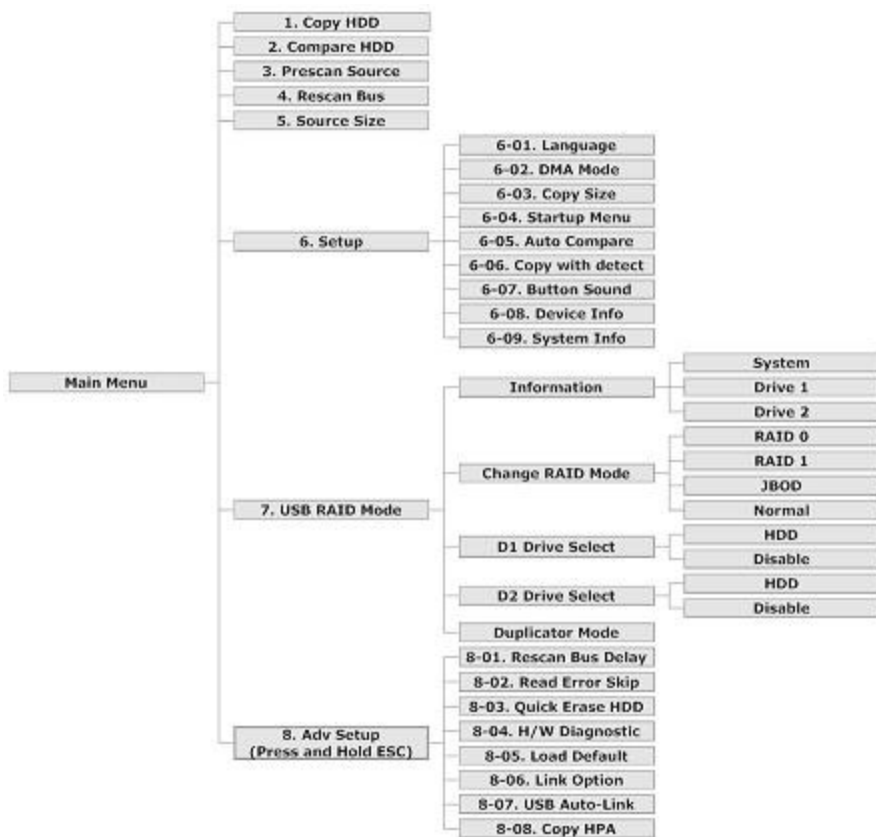 1. Copy HDD
2. Compare HDD
3. Prescan Source
4. Rescan Bus
5. Source Size
6-01. Language
6-02. DMA Mode
6-03. Copy Size
6-04. Startup Menu
6. Setup
6-05. Auto Compare
6-06. Copy with detect
6-07. Button Sound
6-08. Device Info
6-09. System Info
Main Menu
Information
System
Drive 1
Drive 2
Change RAID Mode
RAID 0
RAID 1
JBOD
Normal
7. USB RAID Mode
D1 Drive Select
HDD
Disable
D2 Drive Select
HDD
Disable
Duplicator Mode
8. Adv Setup
(Press and Hold ESC)
8-01. Rescan Bus Delay
8-02. Read Error Skip
8-03. Quick Erase HDD
8-04. H/W Diagnostic
8-05. Load Default
8-06. Link Option
8-07. USB Auto-Link
8-08. Copy HPA